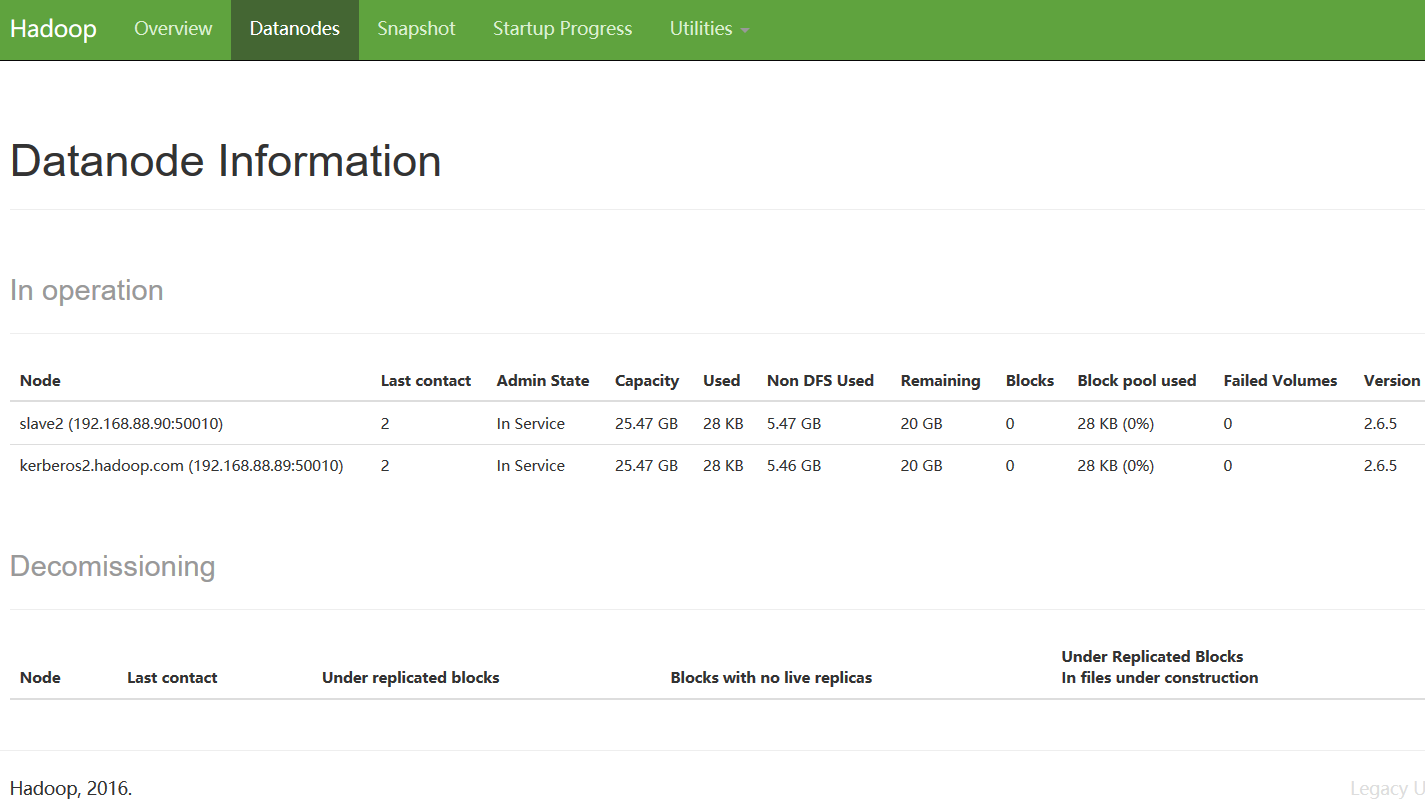 Hadoop Overview Datanodes Snapshot Startup Progress Utilities
Datanode Information
In operation
Node Last contact Admin State Capacity Used Non DFS Used Remaining Blocks Block pool used Failed Volumes Version
slave2 (192.168.88.90:50010) 2 In Service 25.47 GB 28 KB 5.47 GB 20 GB 0 28 KB (0%) 0 2.6.5
kerberos2.hadoop.com (192.168.88.89:50010) 2 In Service 25.47 GB 28 KB 5.46 GB 20 GB 0 28 KB (0%) 0 2.6.5
Decomissioning
Node Last contact Under replicated blocks Blocks with no live replicas Under Replicated Blocks
In files under construction
Hadoop, 2016. Legacy U